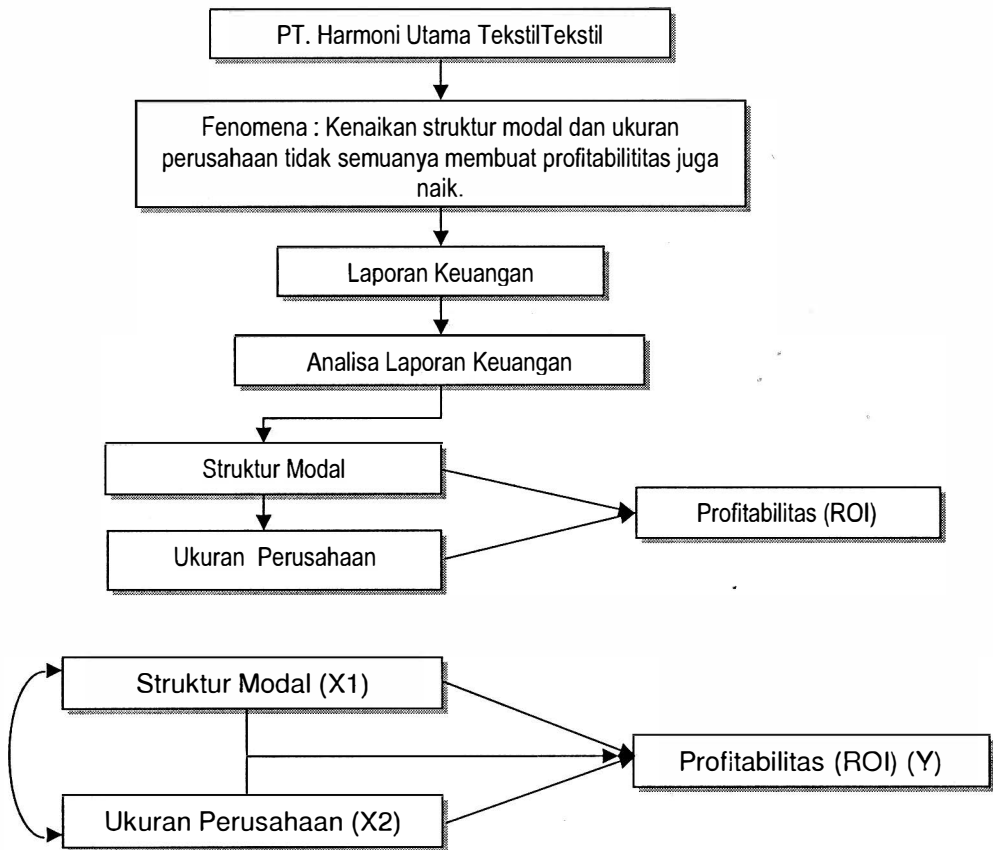 PT. Harmoni Utama TekstilTekstil
Fenomena : Kenaikan struktur modal dan ukuran
perusahaan tidak semuanya membuat profitabilititas juga
naik.
Laporan Keuangan
Analisa Laporan Keuangan
Struktur Modal
Profitabilitas (ROI)
Ukuran Perusahaan
Struktur Modal (X1)
Profitabilitas (ROI) (Y)
Ukuran Perusahaan (X2)